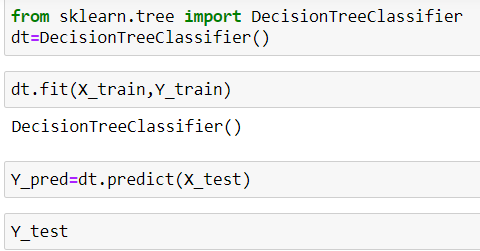 from sklearn.tree import DecisionTreeClassifier
dt=DecisionTreeClassifier()
dt.fit(X_train,Y_train)
DecisionTreeClassifier()
Y_pred=dt.predict(X_test)
Y_test